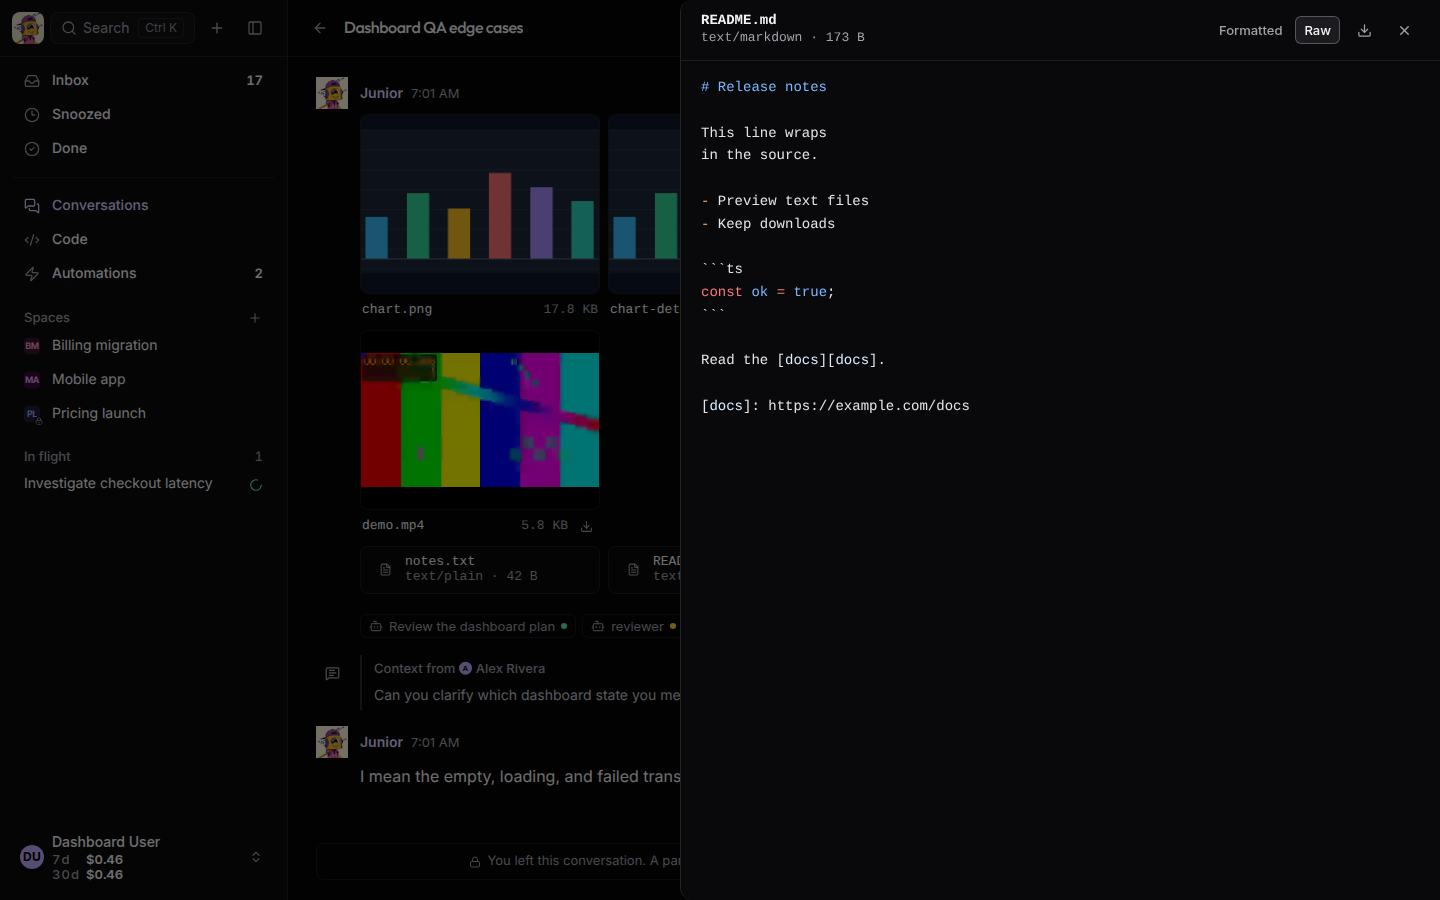 Search Ctrl K
Inbox 17
Snoozed
Done
Conversations
Code
Automations 2
Spaces
BM Billing migration
MA Mobile app
PL Pricing launch
In flight 1
Investigate checkout latency
DU Dashboard User
7d $0.46
30d $0.46
Dashboard QA edge cases
Junior 7:01 AM
chart.png 17.8 KB
chart-det
demo.mp4 5.8 KB
notes.txt
text/plain · 42 B
READ
text
Review the dashboard plan
reviewer
Context from A Alex Rivera
Can you clarify which dashboard state you me
Junior 7:01 AM
I mean the empty, loading, and failed trans
You left this conversation. A par
README.md
text/markdown · 173 B
Formatted Raw
# Release notes
This line wraps
in the source.
- Preview text files
- Keep downloads
```ts
const ok = true;
```
Read the [docs][docs].
[docs]: https://example.com/docs